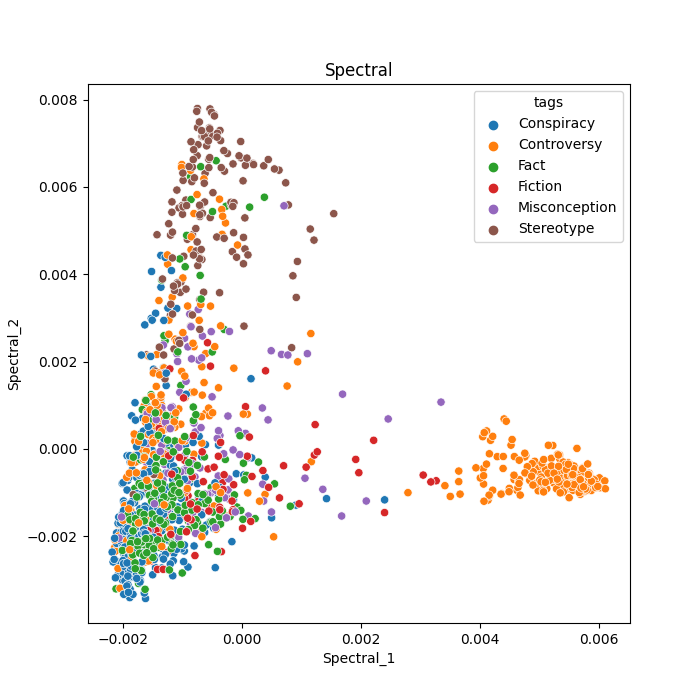 Spectral
tags
Conspiracy
Controversy
Fact
Fiction
Misconception
Stereotype
0.008
0.006
0.004
0.002
0.000
−0.002
Spectral_2
−0.002
0.000
0.002
0.004
0.006
Spectral_1